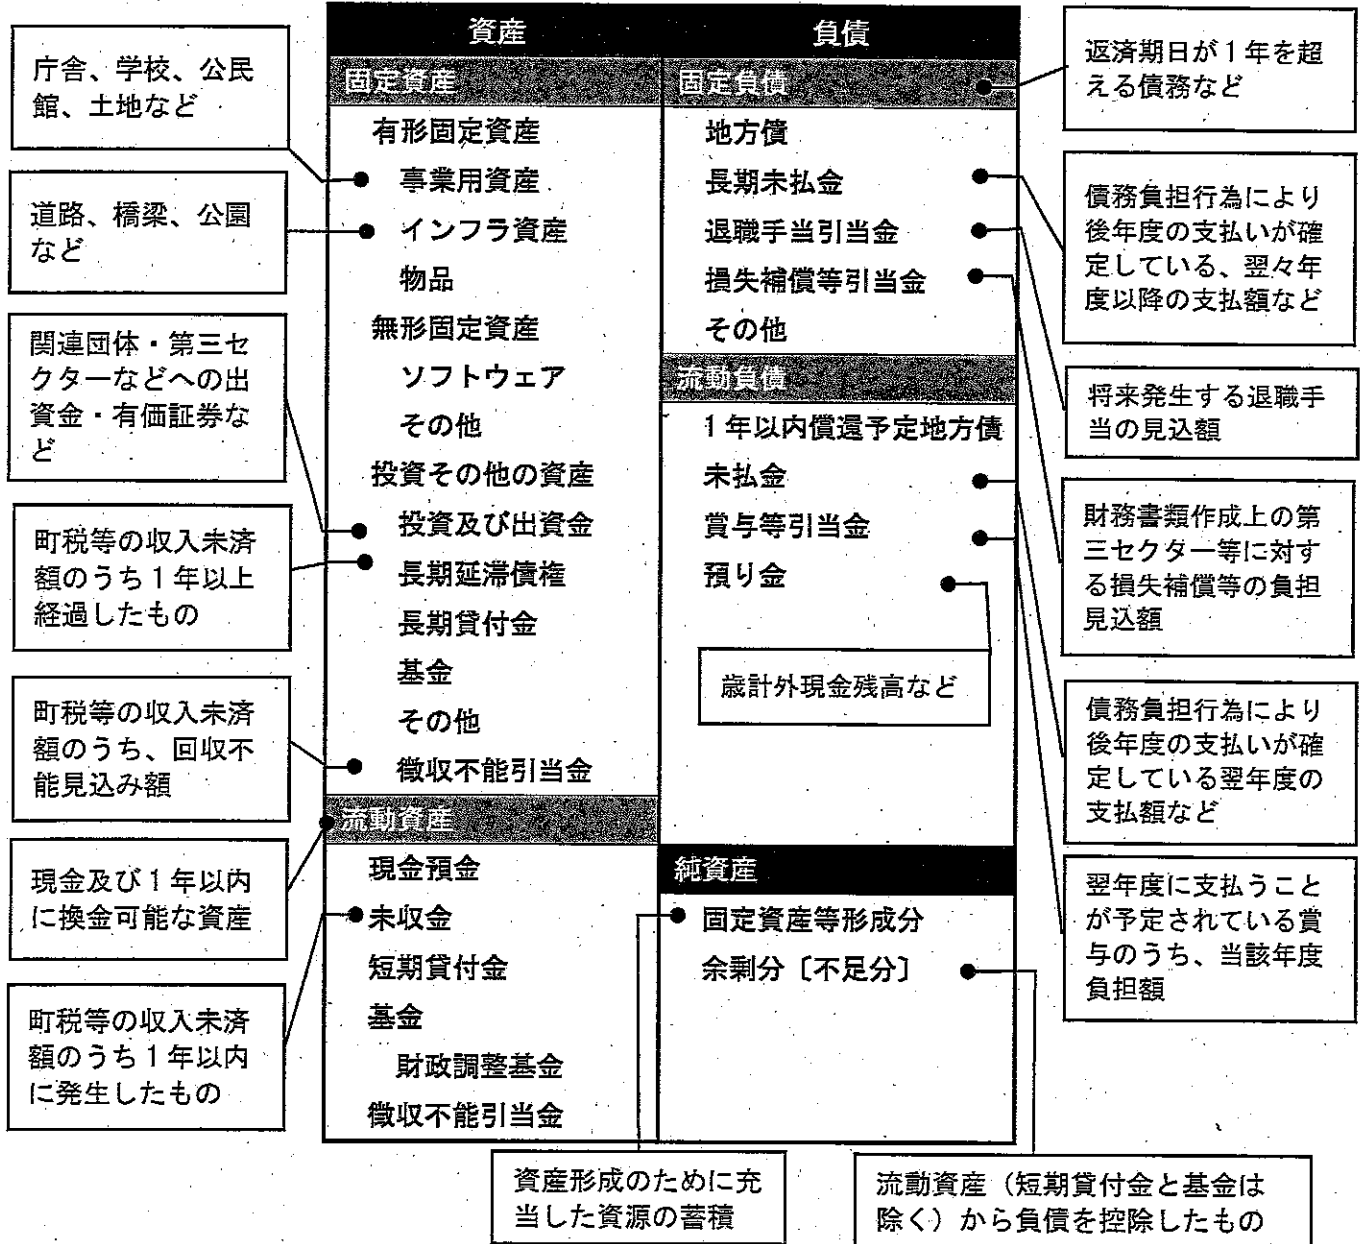 資産
負債
庁舎、学校、公民
館、土地など
道路、橋梁、公園
など
関連団体・第三セ
クターなどへの出
資金・有価証券な
ど
町税等の収入未済
額のうち1年以上
経過したもの
町税等の収入未済
額のうち、回収不
能見込み額
現金及び1年以内
に換金可能な資産
町税等の収入未済
額のうち1年以内
に発生したもの
固定資産
有形固定資産
事業用資産
インフラ資産
物品
無形固定資産
ソフトウェア
その他
投資その他の資産
投資及び出資金
長期延滞債権
長期貸付金
基金
その他
徴収不能引当金
流動資産
現金預金
未収金
短期貸付金
基金
財政調整基金
徴収不能引当金
固定負債
地方債
長期未払金
退職手当引当金
損失補償等引当金
その他
流動負債
1年以内償還予定地方債
未払金
賞与等引当金
預り金
歳計外現金残高など
純資産
固定資産等形成分
余剰分〔不足分〕
返済期日が1年を超
える債務など
債務負担行為により
後年度の支払いが確
定している、翌々年
度以降の支払額など
将来発生する退職手
当の見込額
財務書類作成上の第
三セクター等に対す
る損失補償等の負担
見込額
債務負担行為により
後年度の支払いが確
定している翌年度の
支払額など
翌年度に支払うこと
が予定されている賞
与のうち、当該年度
負担額
資産形成のために充
当した資源の蓄積
流動資産（短期貸付金と基金は
除く）から負債を控除したもの